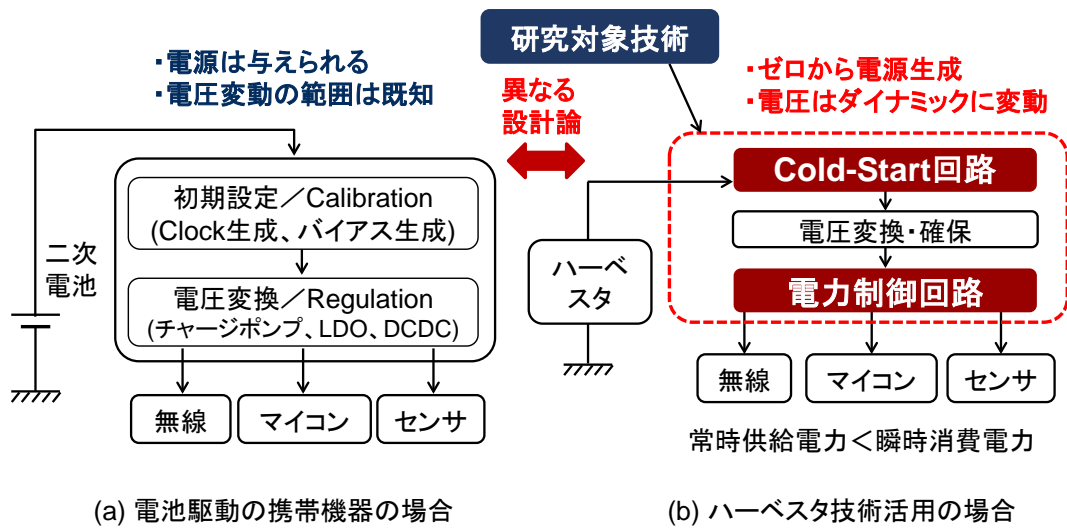 研究対象技術
・電源は与えられる
・電圧変動の範囲は既知
異なる
設計論
・ゼロから電源生成
・電圧はダイナミックに変動
二次
電池
初期設定／Calibration
(Clock生成、バイアス生成)
電圧変換／Regulation
(チャージポンプ、LDO、DCDC)
無線
マイコン
センサ
ハーベ
スタ
Cold-Start回路
電圧変換・確保
電力制御回路
無線
マイコン
センサ
常時供給電力＜瞬時消費電力
(a) 電池駆動の携帯機器の場合
(b) ハーベスタ技術活用の場合